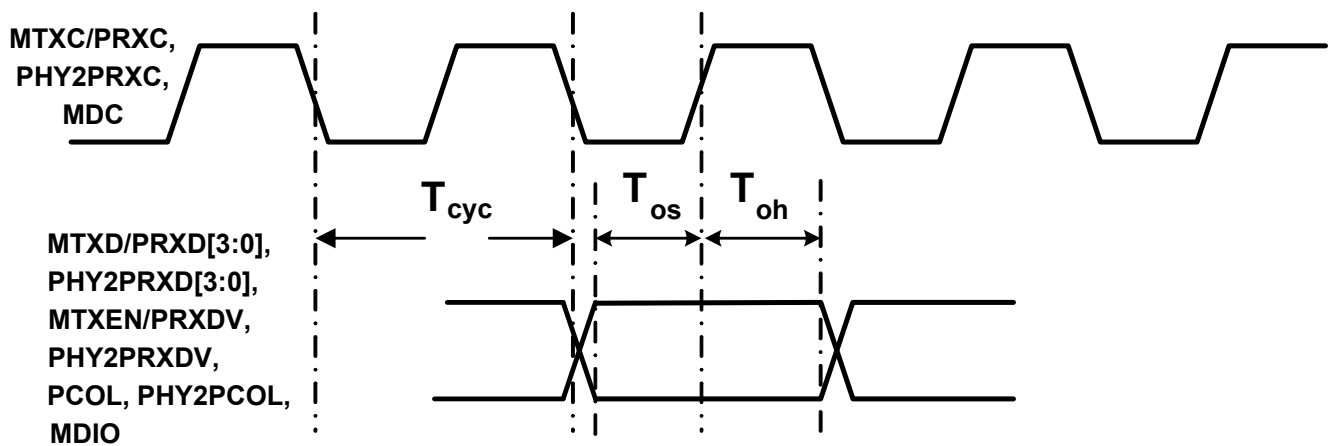 MTXC/PRXC,
PHY2PRXC,
MDC
Tcyc
Tos
Toh
MTXD/PRXD[3:0],
PHY2PRXD[3:0],
MTXEN/PRXDV,
PHY2PRXDV,
PCOL, PHY2PCOL,
MDIO